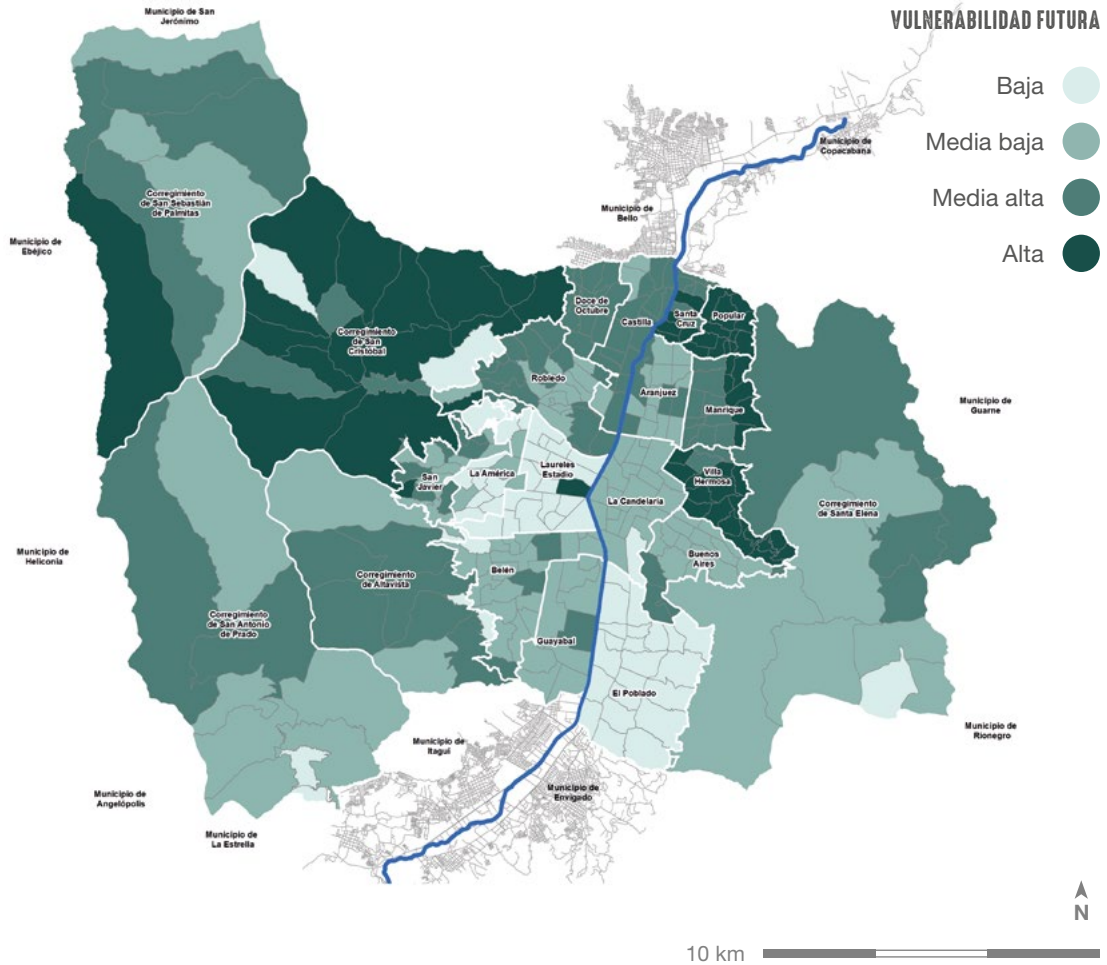 Municipio de San
Jerónimo
VULNERABILIDAD FUTURA
Baja
Media baja
Media alta
Alta
Municipio de
Copacabana
Corregimiento
de San Sebastián
de Palmitas
Municipio de
Bello
Municipio de
Ebéjico
Doce de
Octubre
Castilla
Santa
Cruz
Popular
Corregimiento
de San
Cristóbal
Robledo
Aranjuez
Manrique
Municipio de
Guarne
San
Javier
La América
Laureles
Estadio
Villa
Hermosa
La Candelaria
Corregimiento
de Santa Elena
Municipio de
Heliconia
Belén
Buenos
Aires
Corregimiento
de Altavista
Corregimiento
de San Antonio
de Prado
Guayabal
El Poblado
Municipio de
Rionegro
Municipio de
Itaguí
Municipio de
Envigado
Municipio de
Angelópolis
Municipio de
La Estrella
N
10 km